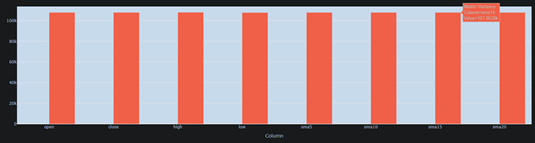 100k
80k
60k
40k
20k
0
open
close
high
low
sma5
sma10
sma15
sma20
Column